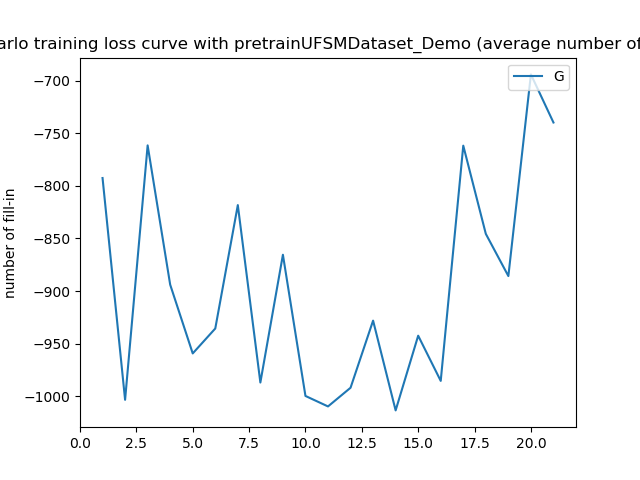 training loss curve with pretrainUFSMDataset_Demo (average number of
G
number of fill-in
−700
−750
−800
−850
−900
−950
−1000
0.0 2.5 5.0 7.5 10.0 12.5 15.0 17.5 20.0